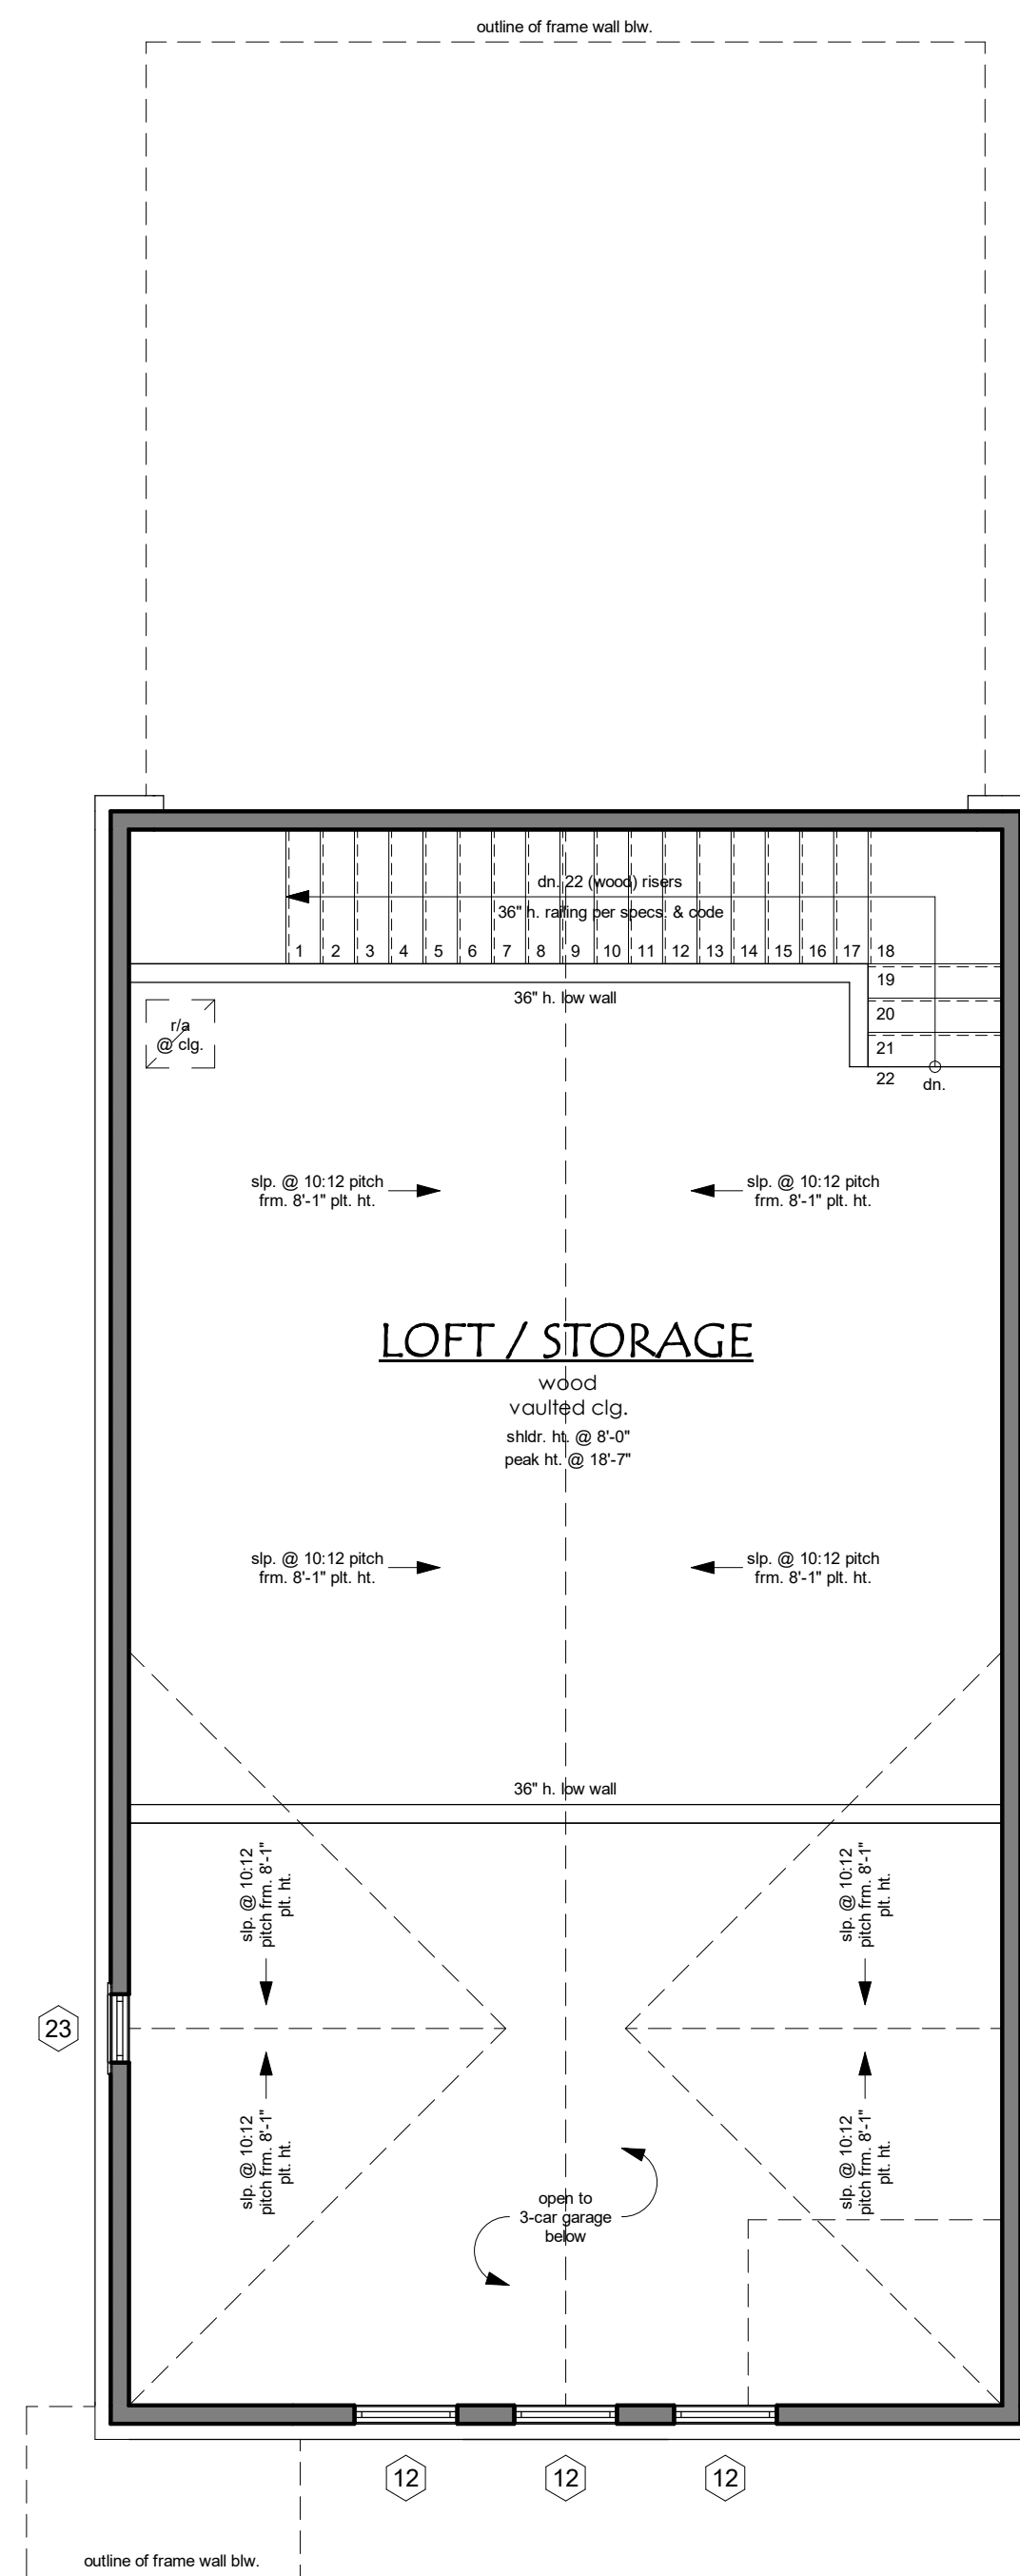 outline of frame wall blw.
dn. 22 (wood) risers
36" h. railing per specs. & code
1 2 3 4 5 6 7 8 9 10 11 12 13 14 15 16 17 18
19
20
21
22
dn.
36" h. low wall
r/a
@ clg.
slp. @ 10:12 pitch
frm. 8'-1" plt. ht.
slp. @ 10:12 pitch
frm. 8'-1" plt. ht.
LOFT / STORAGE
wood
vaulted clg.
shldr. ht. @ 8'-0"
peak ht. @ 18'-7"
slp. @ 10:12 pitch
frm. 8'-1" plt. ht.
slp. @ 10:12 pitch
frm. 8'-1" plt. ht.
36" h. low wall
slp. @ 10:12
pitch frm. 8'-1"
plt. ht.
slp. @ 10:12
pitch frm. 8'-1"
plt. ht.
23
slp. @ 10:12
pitch frm. 8'-1"
plt. ht.
slp. @ 10:12
pitch frm. 8'-1"
plt. ht.
open to
3-car garage
below
12 12 12
outline of frame wall blw.